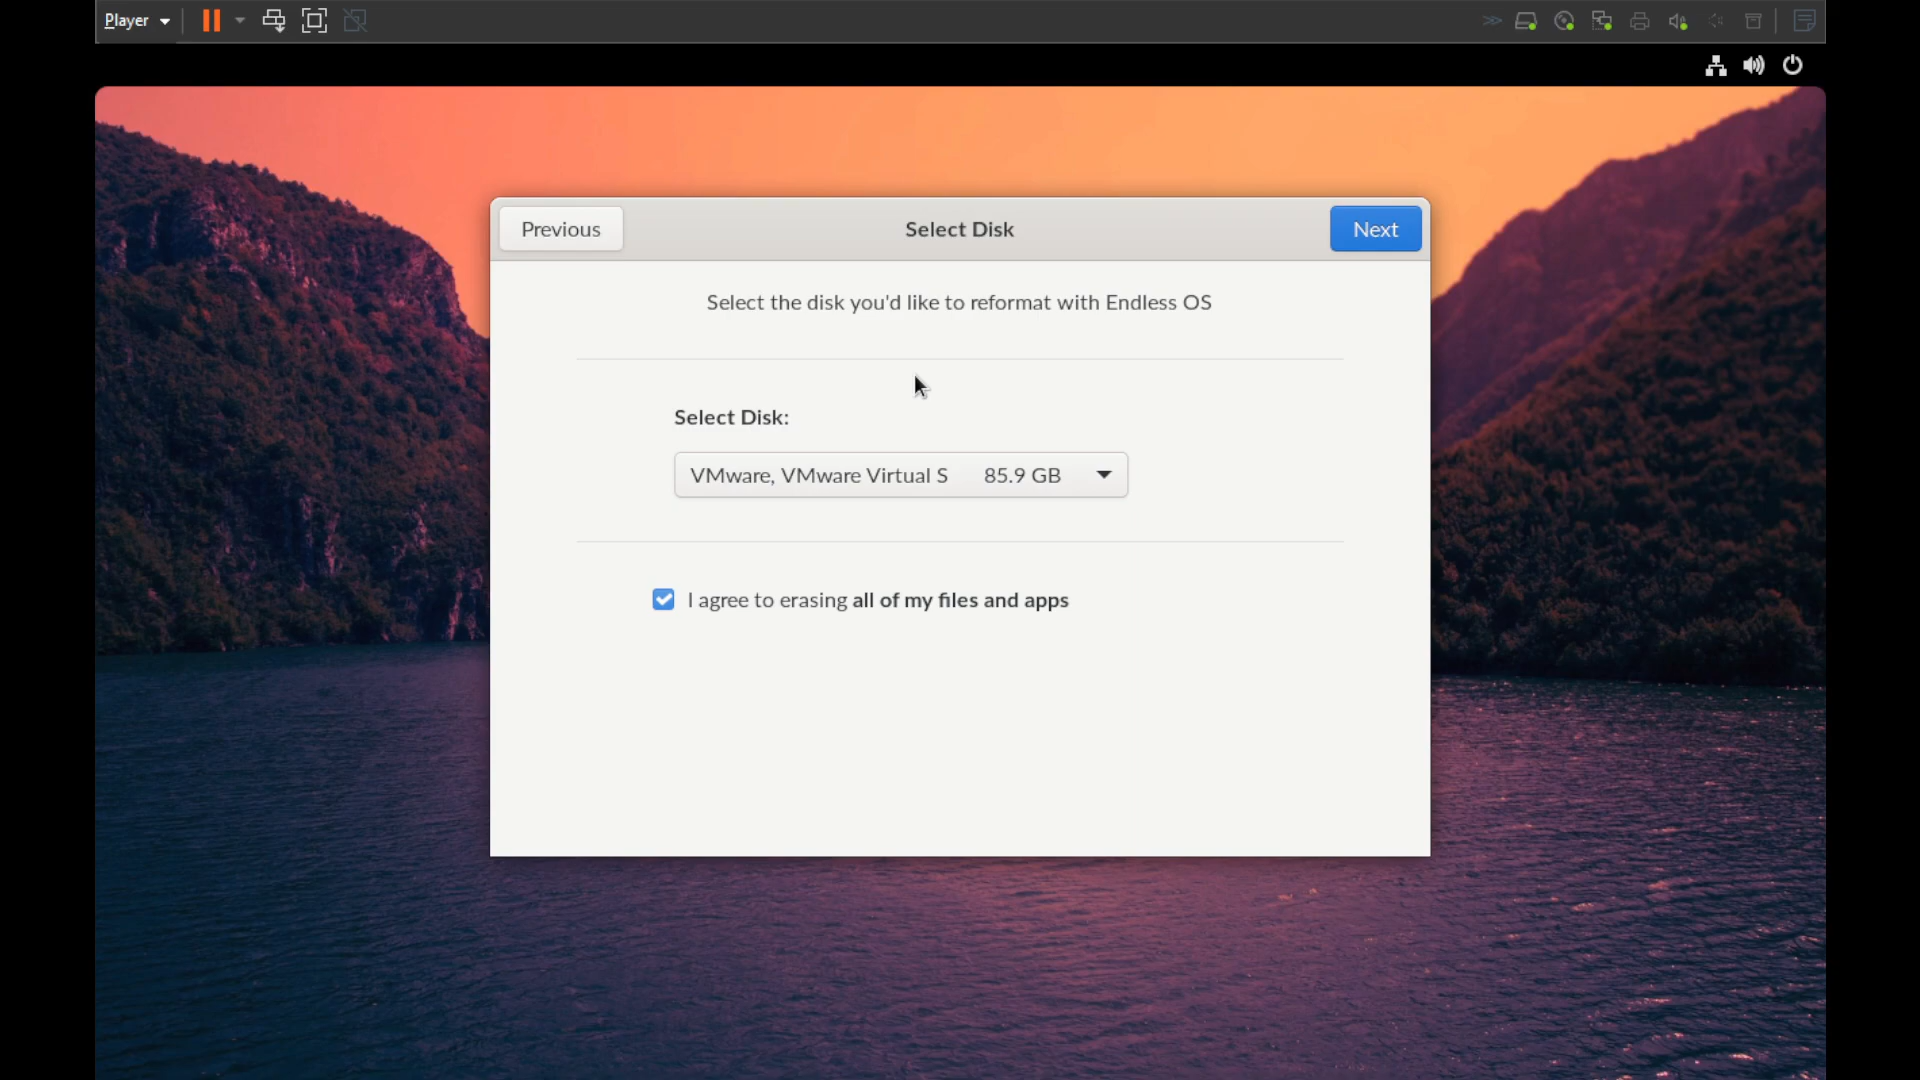 Player
Previous
Select Disk
Next
Select the disk you'd like to reformat with Endless OS
Select Disk:
VMware, VMware Virtual S 85.9 GB
I agree to erasing all of my files and apps